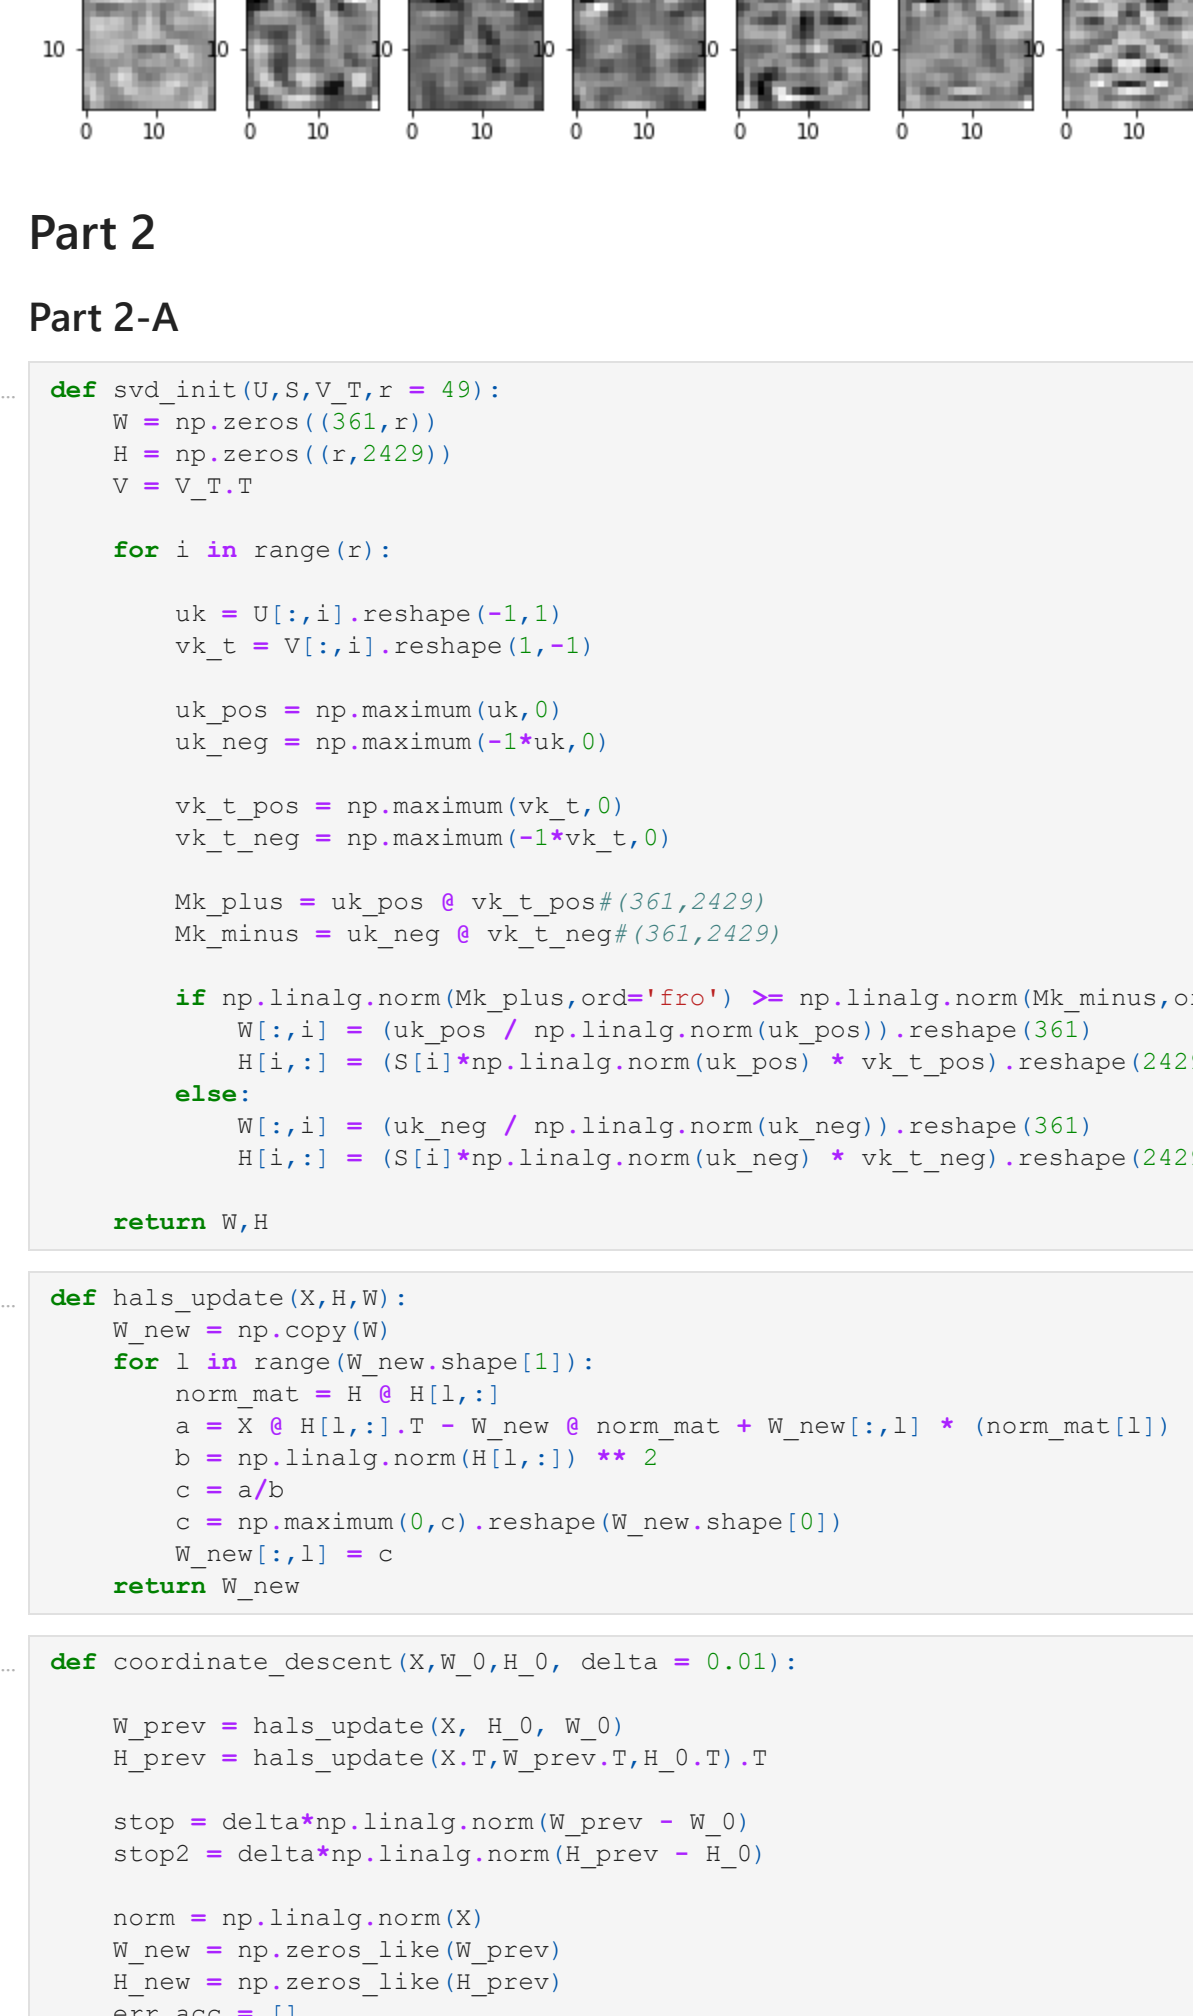 10 10 10 10 10 10 10
0 10 0 10 0 10 0 10 0 10 0 10 0 10
Part 2
Part 2-A
... def svd_init(U,S,V_T,r = 49):
W = np.zeros((361,r))
H = np.zeros((r,2429))
V = V_T.T
for i in range(r):
uk = U[:,i].reshape(-1,1)
vk_t = V[:,i].reshape(1,-1)
uk_pos = np.maximum(uk,0)
uk_neg = np.maximum(-1*uk,0)
vk_t_pos = np.maximum(vk_t,0)
vk_t_neg = np.maximum(-1*vk_t,0)
Mk_plus = uk_pos @ vk_t_pos#(361,2429)
Mk_minus = uk_neg @ vk_t_neg#(361,2429)
if np.linalg.norm(Mk_plus,ord='fro') >= np.linalg.norm(Mk_minus,or
W[:,i] = (uk_pos / np.linalg.norm(uk_pos)).reshape(361)
H[i,:] = (S[i]*np.linalg.norm(uk_pos) * vk_t_pos).reshape(2429
else:
W[:,i] = (uk_neg / np.linalg.norm(uk_neg)).reshape(361)
H[i,:] = (S[i]*np.linalg.norm(uk_neg) * vk_t_neg).reshape(2429
return W,H
... def hals_update(X,H,W):
W_new = np.copy(W)
for l in range(W_new.shape[1]):
norm_mat = H @ H[l,:]
a = X @ H[l,:].T - W_new @ norm_mat + W_new[:,l] * (norm_mat[l])
b = np.linalg.norm(H[l,:]) ** 2
c = a/b
c = np.maximum(0,c).reshape(W_new.shape[0])
W_new[:,l] = c
return W_new
... def coordinate_descent(X,W_0,H_0, delta = 0.01):
W_prev = hals_update(X, H_0, W_0)
H_prev = hals_update(X.T,W_prev.T,H_0.T).T
stop = delta*np.linalg.norm(W_prev - W_0)
stop2 = delta*np.linalg.norm(H_prev - H_0)
norm = np.linalg.norm(X)
W_new = np.zeros_like(W_prev)
H_new = np.zeros_like(H_prev)
err_acc = []